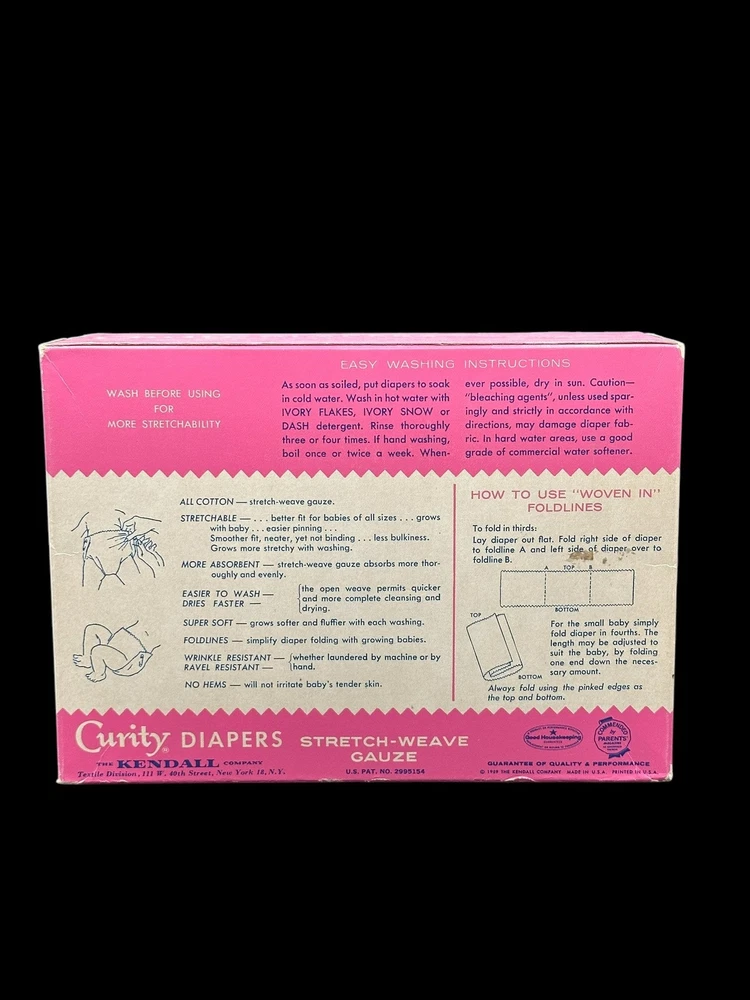 EASY WASHING INSTRUCTIONS
WASH BEFORE USING
FOR
MORE STRETCHABILITY
As soon as soiled, put diapers to soak
in cold water. Wash in hot water with
IVORY FLAKES, IVORY SNOW or
DASH detergent. Rinse thoroughly
three or four times. If hand washing,
boil once or twice a week. When-
ever possible, dry in sun. Caution—
"bleaching agents", unless used spar-
ingly and strictly in accordance with
directions, may damage diaper fab-
ric. In hard water areas, use a good
grade of commercial water softener.
ALL COTTON — stretch-weave gauze.
STRETCHABLE — . . . better fit for babies of all sizes . . . grows
with baby . . . easier pinning . . .
Smoother fit, neater, yet not binding . . . less bulkiness.
Grows more stretchy with washing.
MORE ABSORBENT — stretch-weave gauze absorbs more thor-
oughly and evenly.
EASIER TO WASH —
DRIES FASTER —
the open weave permits quicker
and more complete cleansing and
drying.
SUPER SOFT — grows softer and fluffier with each washing.
FOLDLINES — simplify diaper folding with growing babies.
WRINKLE RESISTANT —
RAVEL RESISTANT —
whether laundered by machine or by
hand.
NO HEMS — will not irritate baby's tender skin.
HOW TO USE "WOVEN IN"
FOLDLINES
To fold in thirds:
Lay diaper out flat. Fold right side of diaper
to foldline A and left side of diaper over to
foldline B.
A TOP B
BOTTOM
TOP
BOTTOM
For the small baby simply
fold diaper in fourths. The
length may be adjusted to
suit the baby, by folding
one end down the neces-
sary amount.
Always fold using the pinked edges as
the top and bottom.
Curity® DIAPERS STRETCH-WEAVE
GAUZE
THE KENDALL COMPANY
Textile Division, 111 W. 40th Street, New York 18, N.Y.
U.S. PAT. NO. 2995154
Good Housekeeping
COMMENDED
by
PARENTS'
MAGAZINE
GUARANTEE OF QUALITY & PERFORMANCE
© 1959 THE KENDALL COMPANY. MADE IN U.S.A. PRINTED IN U.S.A.